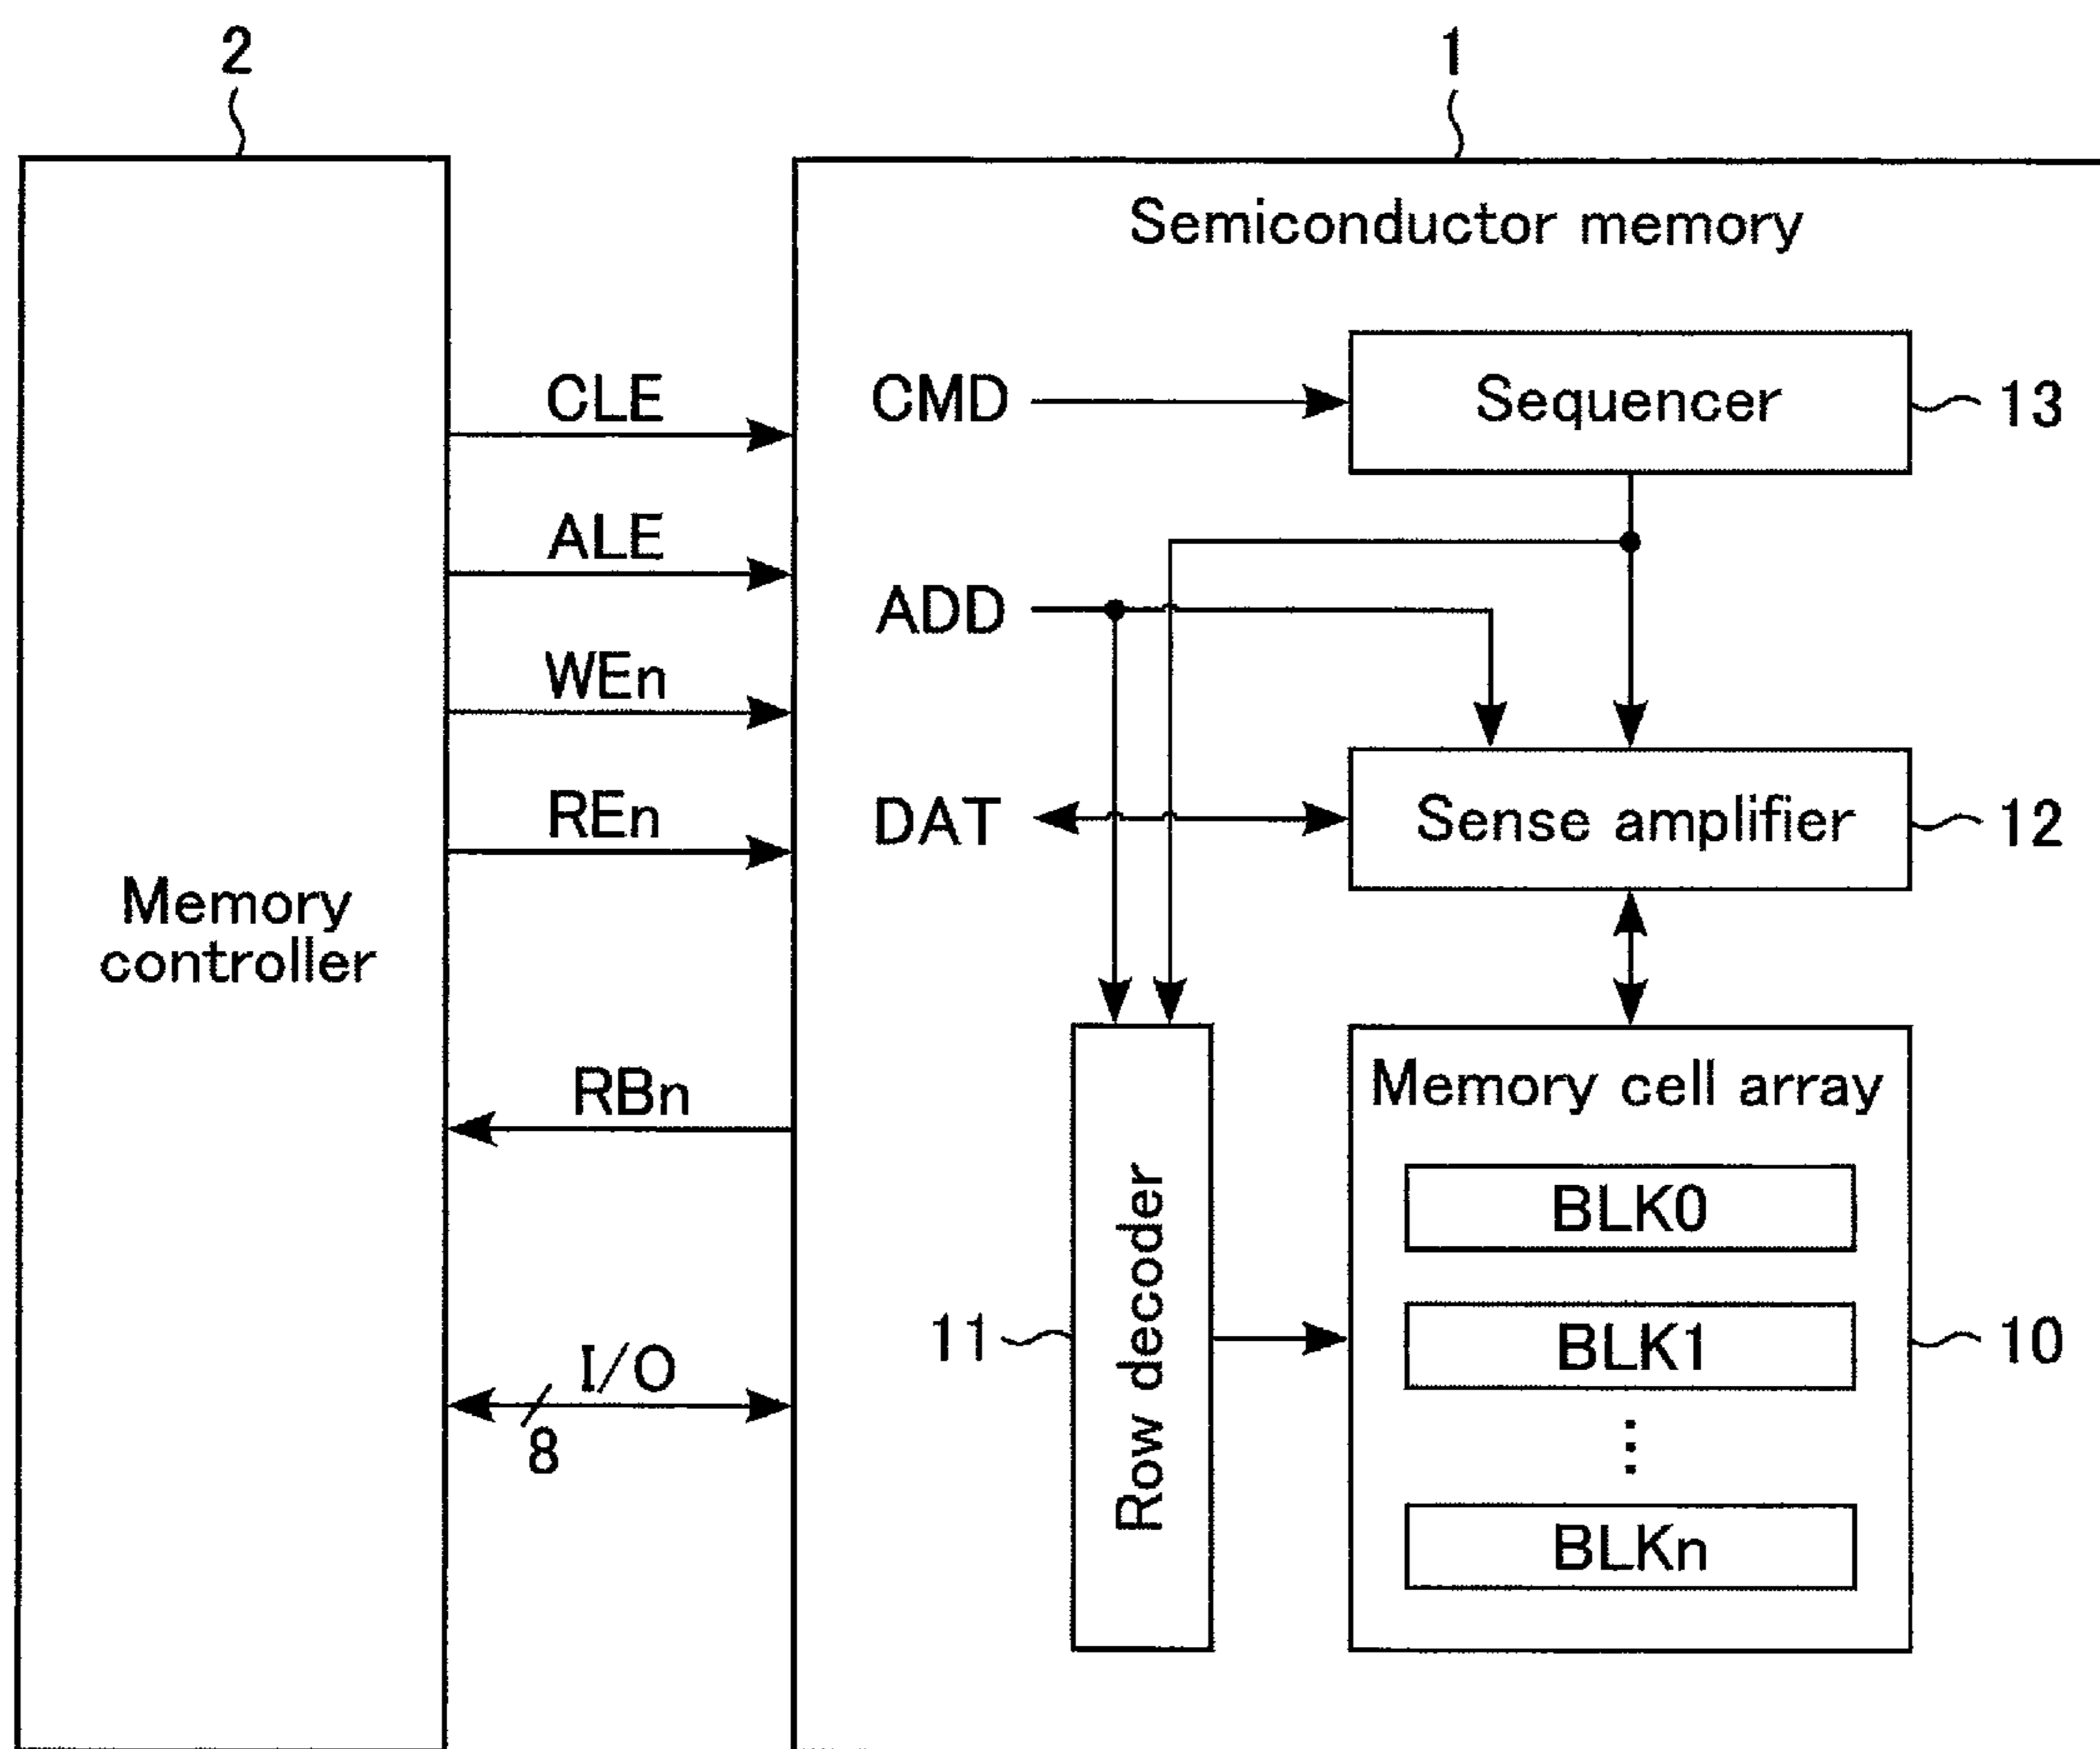 2
1
Memory
controller
CLE
ALE
WEn
REn
RBn
I/O
8
Semiconductor memory
CMD
ADD
DAT
Sequencer
13
Sense amplifier
12
Row decoder
11
Memory cell array
BLK0
BLK1
⋮
BLKn
10